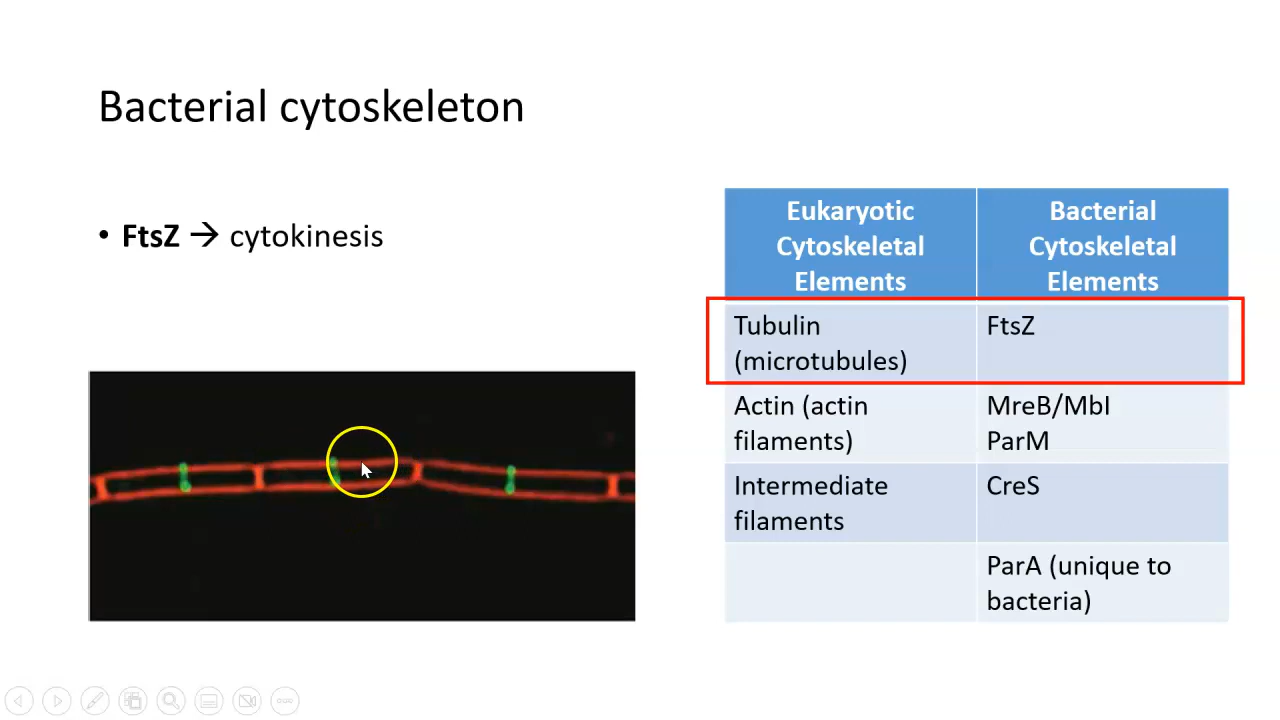 Bacterial cytoskeleton
• FtsZ → cytokinesis
Eukaryotic
Cytoskeletal
Elements
Bacterial
Cytoskeletal
Elements
Tubulin
(microtubules)
FtsZ
Actin (actin
filaments)
MreB/MbI
ParM
Intermediate
filaments
CreS
ParA (unique to
bacteria)